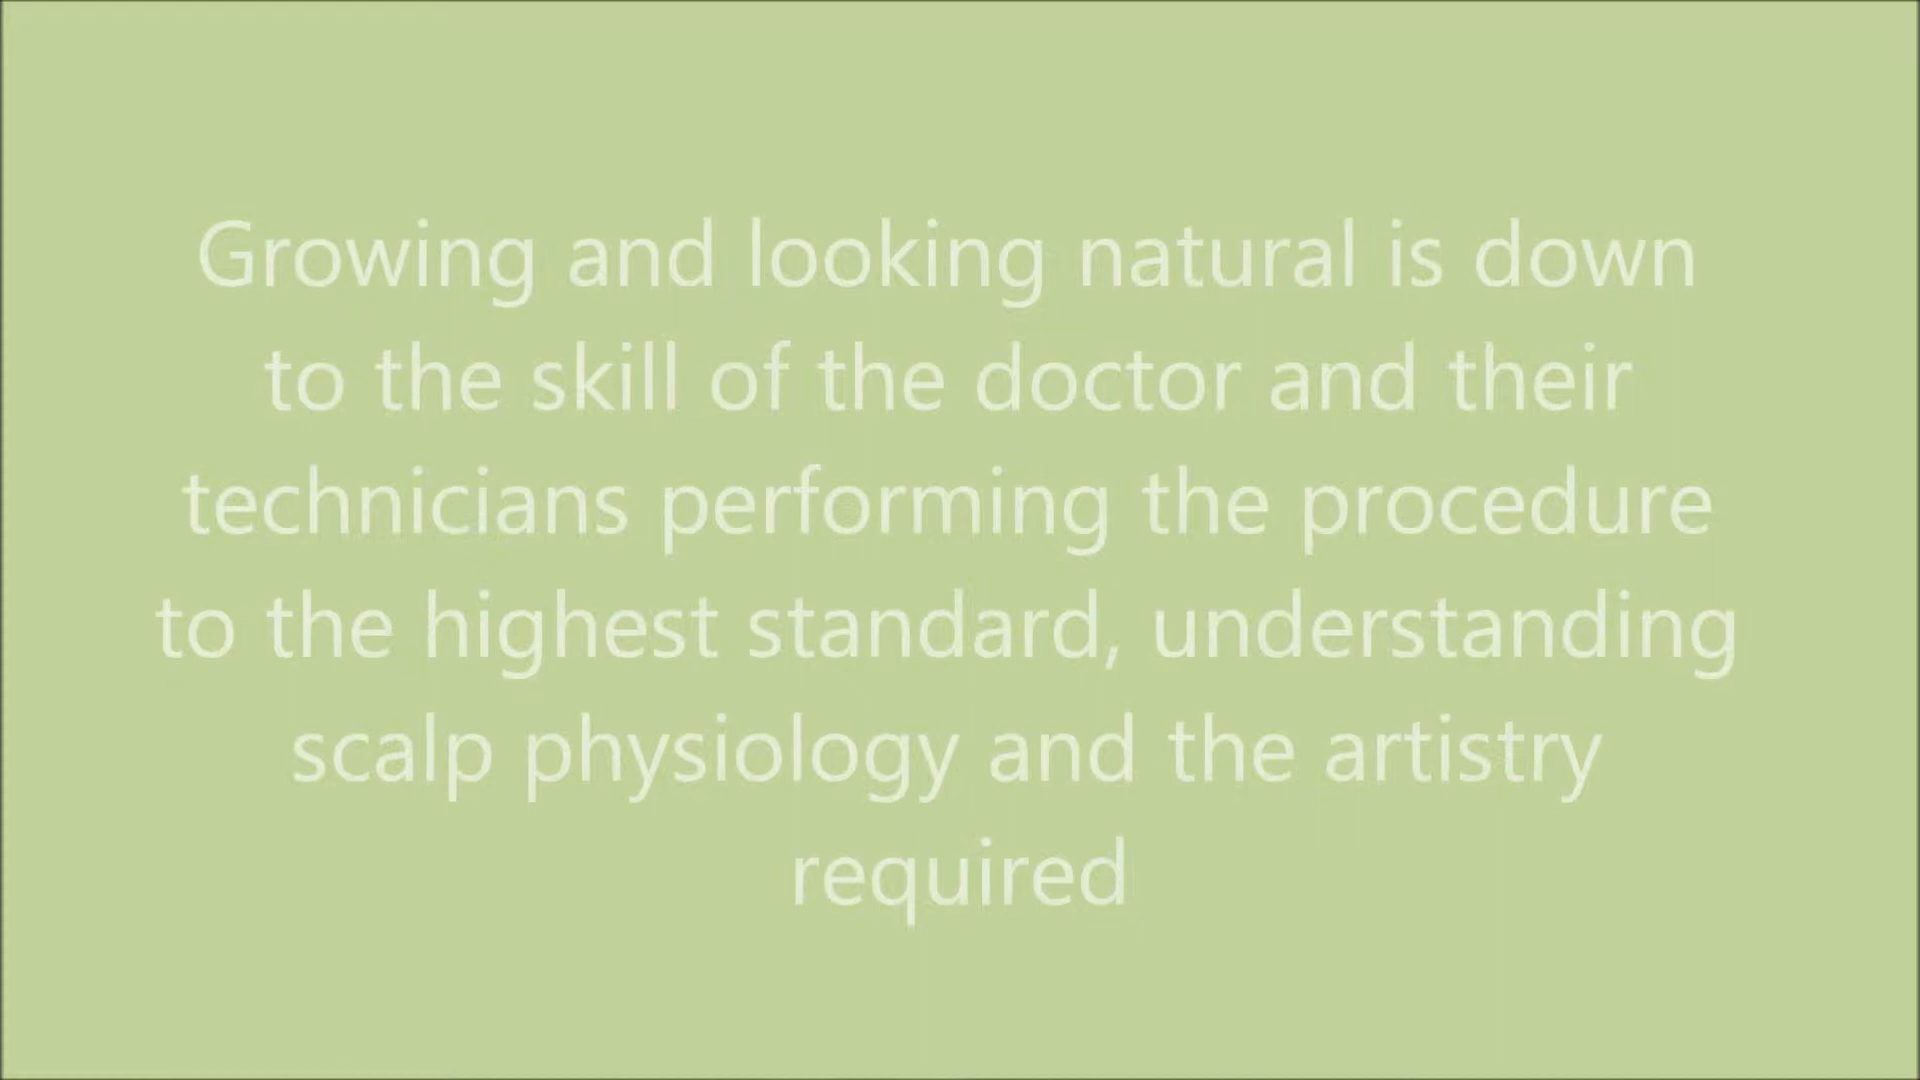 Growing and looking natural is down
to the skill of the doctor and their
technicians performing the procedure
to the highest standard, understanding
scalp physiology and the artistry
required